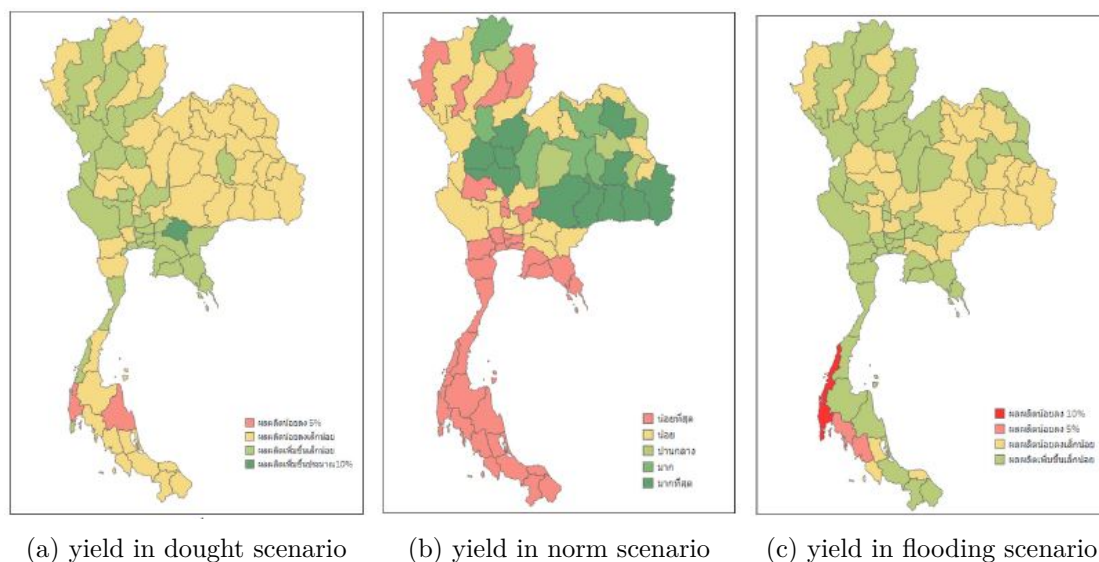 ผลผลิตน้อยลง 5%
ผลผลิตน้อยลงเล็กน้อย
ผลผลิตเพิ่มขึ้นเล็กน้อย
ผลผลิตเพิ่มขึ้นประมาณ10%
น้อยที่สุด
น้อย
ปานกลาง
มาก
มากที่สุด
ผลผลิตน้อยลง 10%
ผลผลิตน้อยลง 5%
ผลผลิตน้อยลงเล็กน้อย
ผลผลิตเพิ่มขึ้นเล็กน้อย
(a) yield in dought scenario
(b) yield in norm scenario
(c) yield in flooding scenario